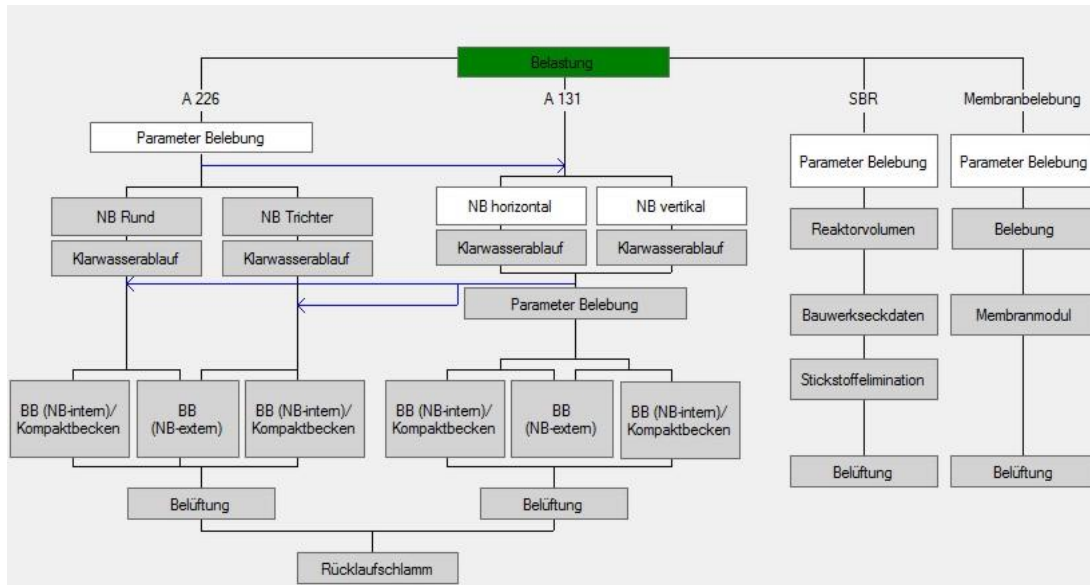 Belastung
A 226
A 131
SBR
Membranbelebung
Parameter Belebung
Parameter Belebung
Parameter Belebung
NB Rund
NB Trichter
NB horizontal
NB vertikal
Reaktorvolumen
Belebung
Klarwasserablauf
Klarwasserablauf
Klarwasserablauf
Klarwasserablauf
Parameter Belebung
Bauwerkseckdaten
Membranmodul
Stickstoffelimination
BB (NB-intern)/
Kompaktbecken
BB
(NB-extern)
BB (NB-intern)/
Kompaktbecken
BB (NB-intern)/
Kompaktbecken
BB
(NB-extern)
BB (NB-intern)/
Kompaktbecken
Belüftung
Belüftung
Belüftung
Belüftung
Rücklaufschlamm